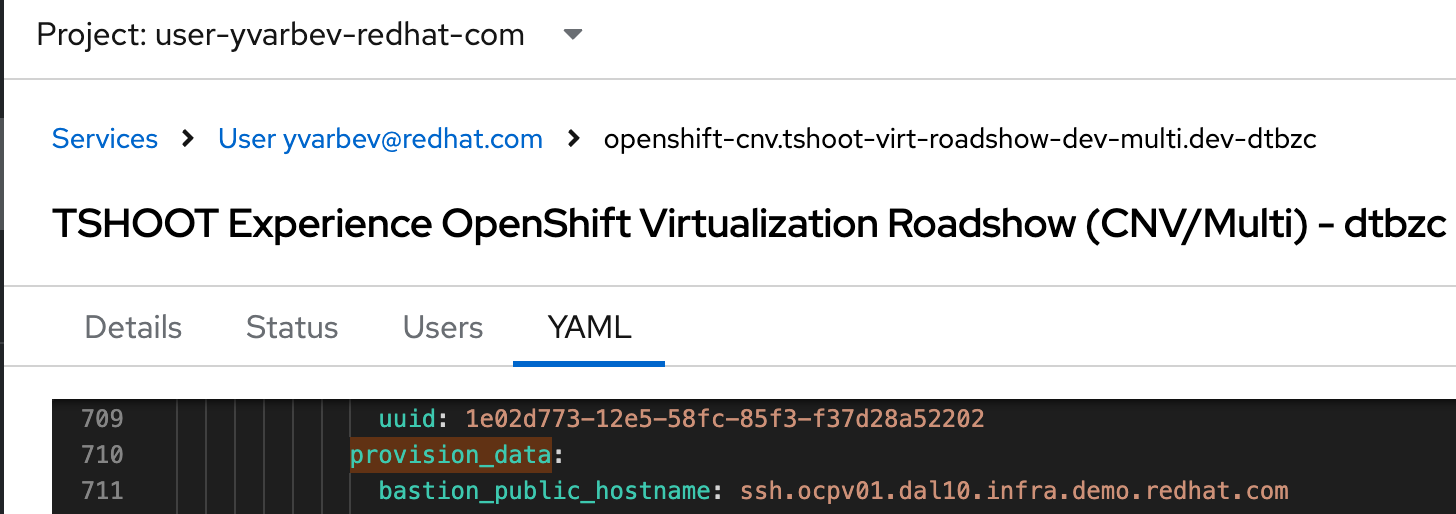 Project: user-yvarbev-redhat-com
Services > User yvarbev@redhat.com > openshift-cnv.tshoot-virt-roadshow-dev-multi.dev-dtbzc
TSHOOT Experience OpenShift Virtualization Roadshow (CNV/Multi) - dtbzc
Details Status Users YAML
709 uuid: 1e02d773-12e5-58fc-85f3-f37d28a52202
710 provision_data:
711 bastion_public_hostname: ssh.ocpv01.dal10.infra.demo.redhat.com